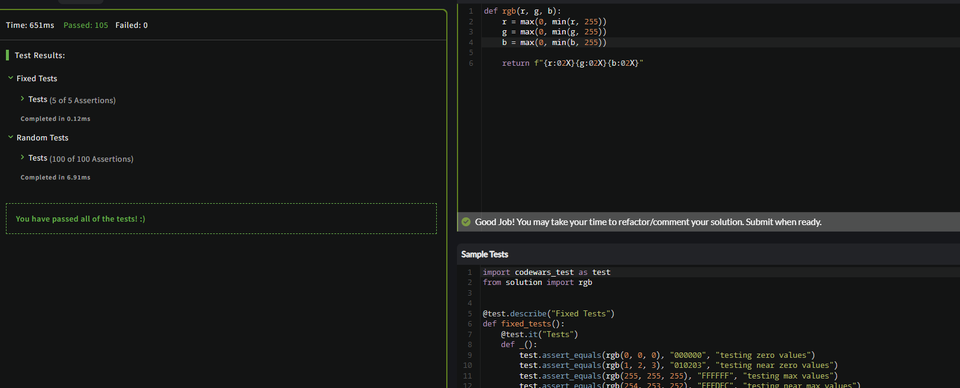 Time: 651ms Passed: 105 Failed: 0
Test Results:
Fixed Tests
Tests (5 of 5 Assertions)
Completed in 0.12ms
Random Tests
Tests (100 of 100 Assertions)
Completed in 6.91ms
You have passed all of the tests! :)
1 def rgb(r, g, b):
2 r = max(0, min(r, 255))
3 g = max(0, min(g, 255))
4 b = max(0, min(b, 255))
5
6 return f"{r:02X}{g:02X}{b:02X}"
Good Job! You may take your time to refactor/comment your solution. Submit when ready.
Sample Tests
1 import codewars_test as test
2 from solution import rgb
3
4
5 @test.describe("Fixed Tests")
6 def fixed_tests():
7 @test.it("Tests")
8 def _():
9 test.assert_equals(rgb(0, 0, 0), "000000", "testing zero values")
10 test.assert_equals(rgb(1, 2, 3), "010203", "testing near zero values")
11 test.assert_equals(rgb(255, 255, 255), "FFFFFF", "testing max values")
12 test.assert_equals(rgb(254, 253, 252), "FEFDFC", "testing near max values")